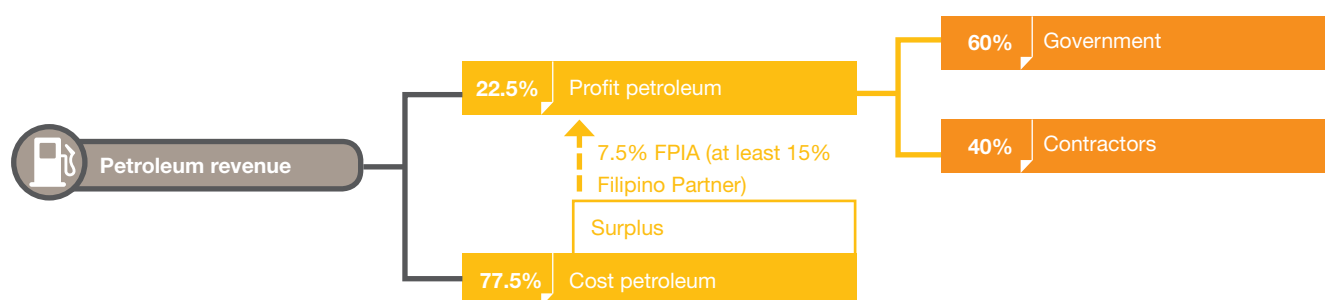 Petroleum revenue
22.5% Profit petroleum
7.5% FPIA (at least 15%
Filipino Partner)
Surplus
77.5% Cost petroleum
60% Government
40% Contractors